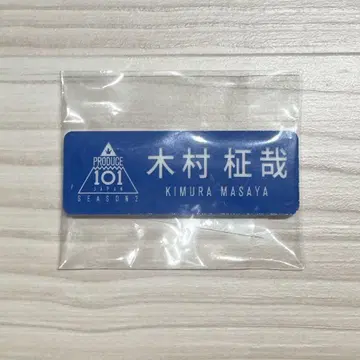 PRODUCE
101
JAPAN
SEASON2
木村 柾哉
KIMURA MASAYA